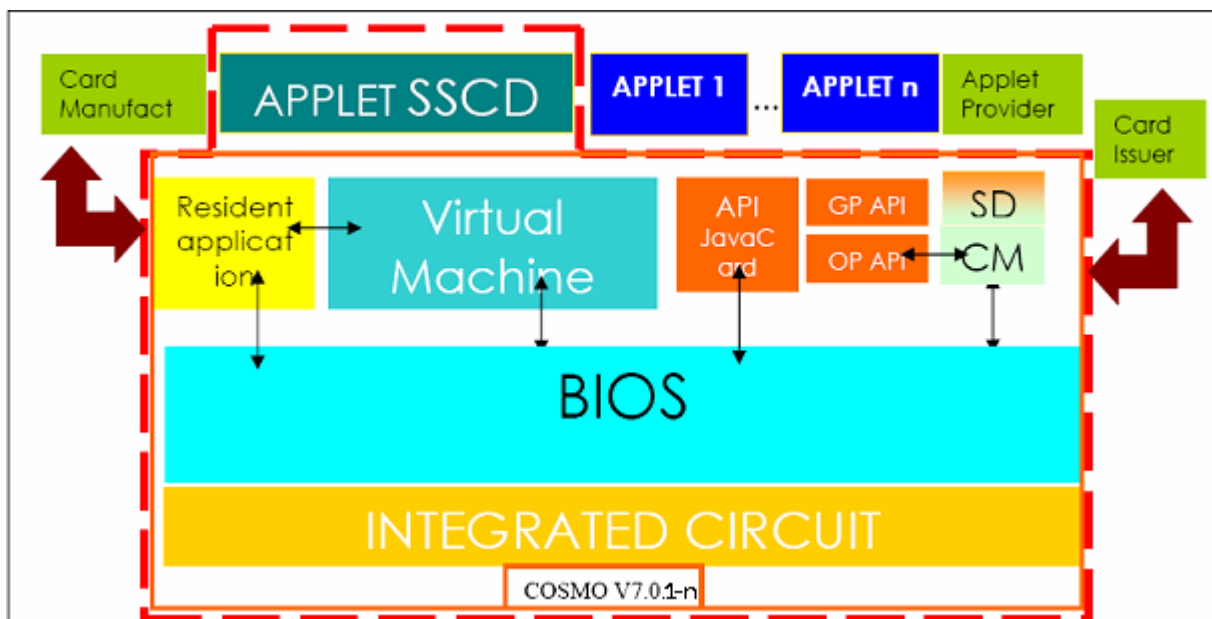 Card
Manufact
APPLET SSCD
APPLET 1
...
APPLET n
Applet
Provider
Card
Issuer
Resident
applicat
ion
Virtual
Machine
API
JavaC
ard
GP API
OP API
SD
CM
BIOS
INTEGRATED CIRCUIT
COSMO V7.0.1-n